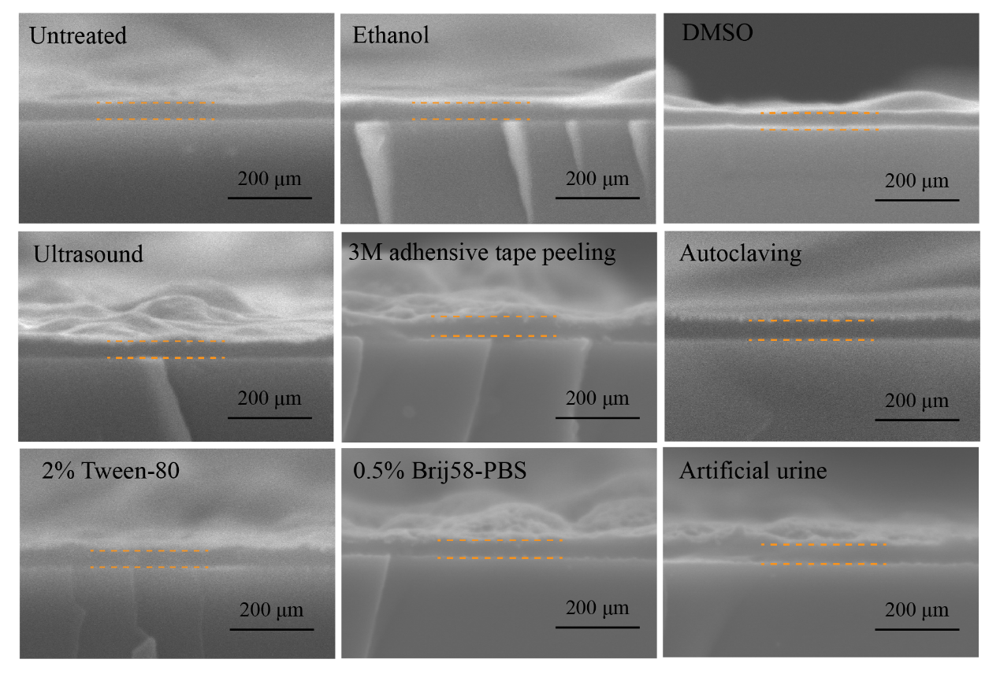 Untreated
Ethanol
DMSO
200 μm
200 μm
200 μm
Ultrasound
3M adhensive tape peeling
Autoclaving
200 μm
200 μm
200 μm
2% Tween-80
0.5% Brij58-PBS
Artificial urine
200 μm
200 μm
200 μm